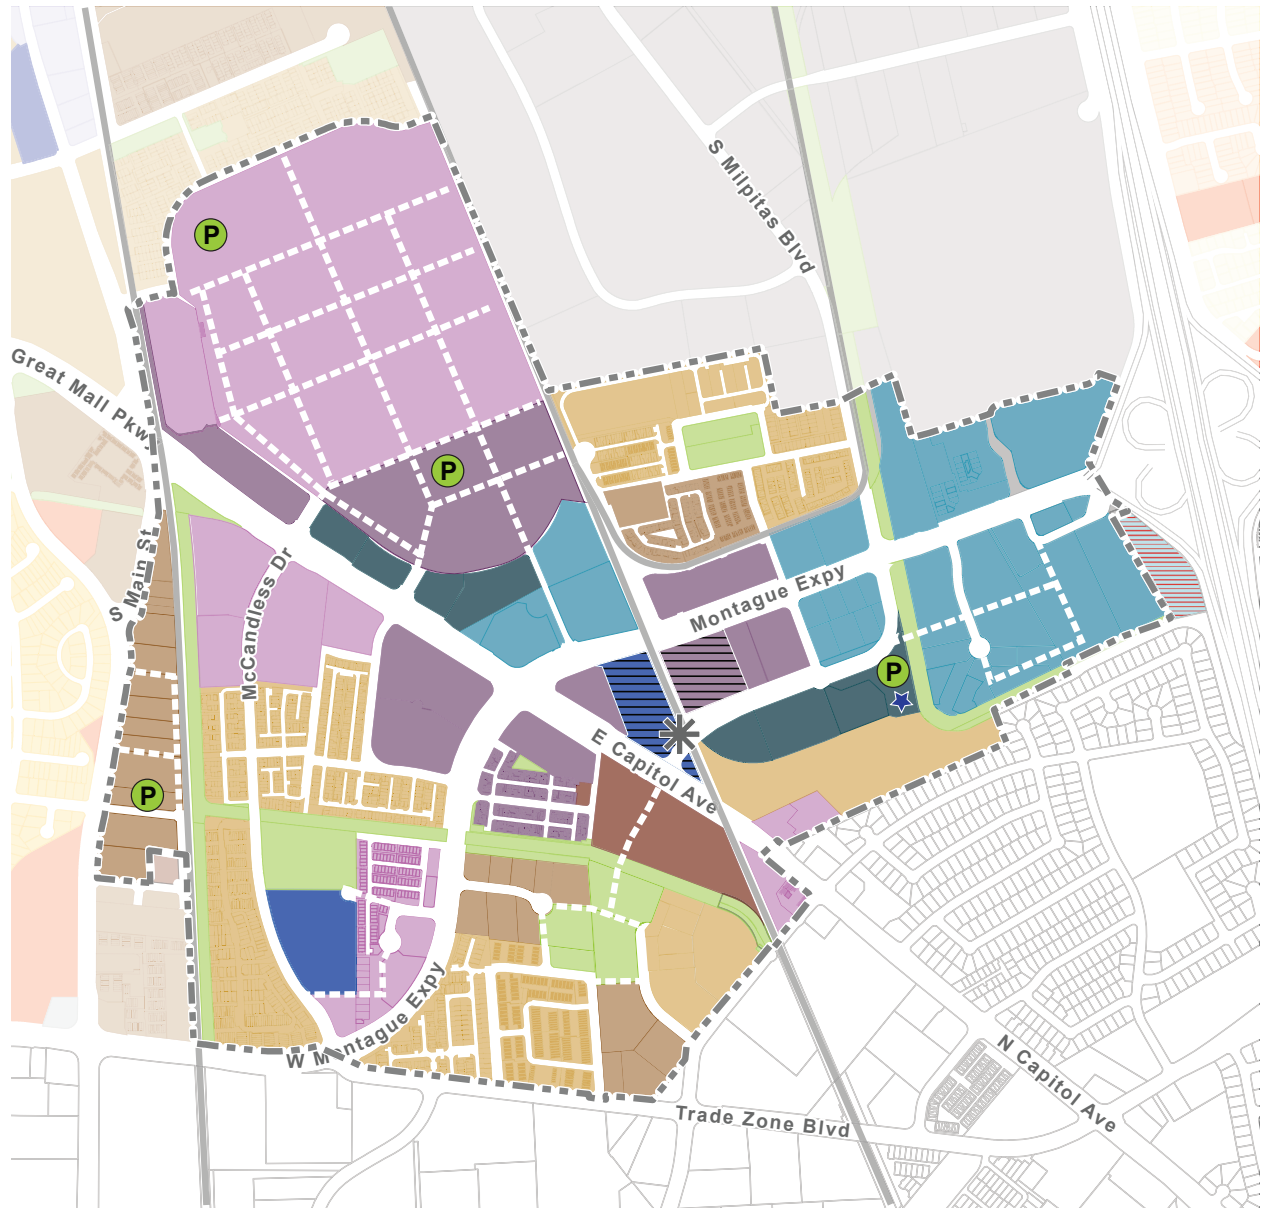 S Milpitas Blvd
P
Great Mall Pkwy
P
S Main St
McCandless Dr
Montague Expy
P
E Capitol Ave
P
W Montague Expy
N Capitol Ave
Trade Zone Blvd